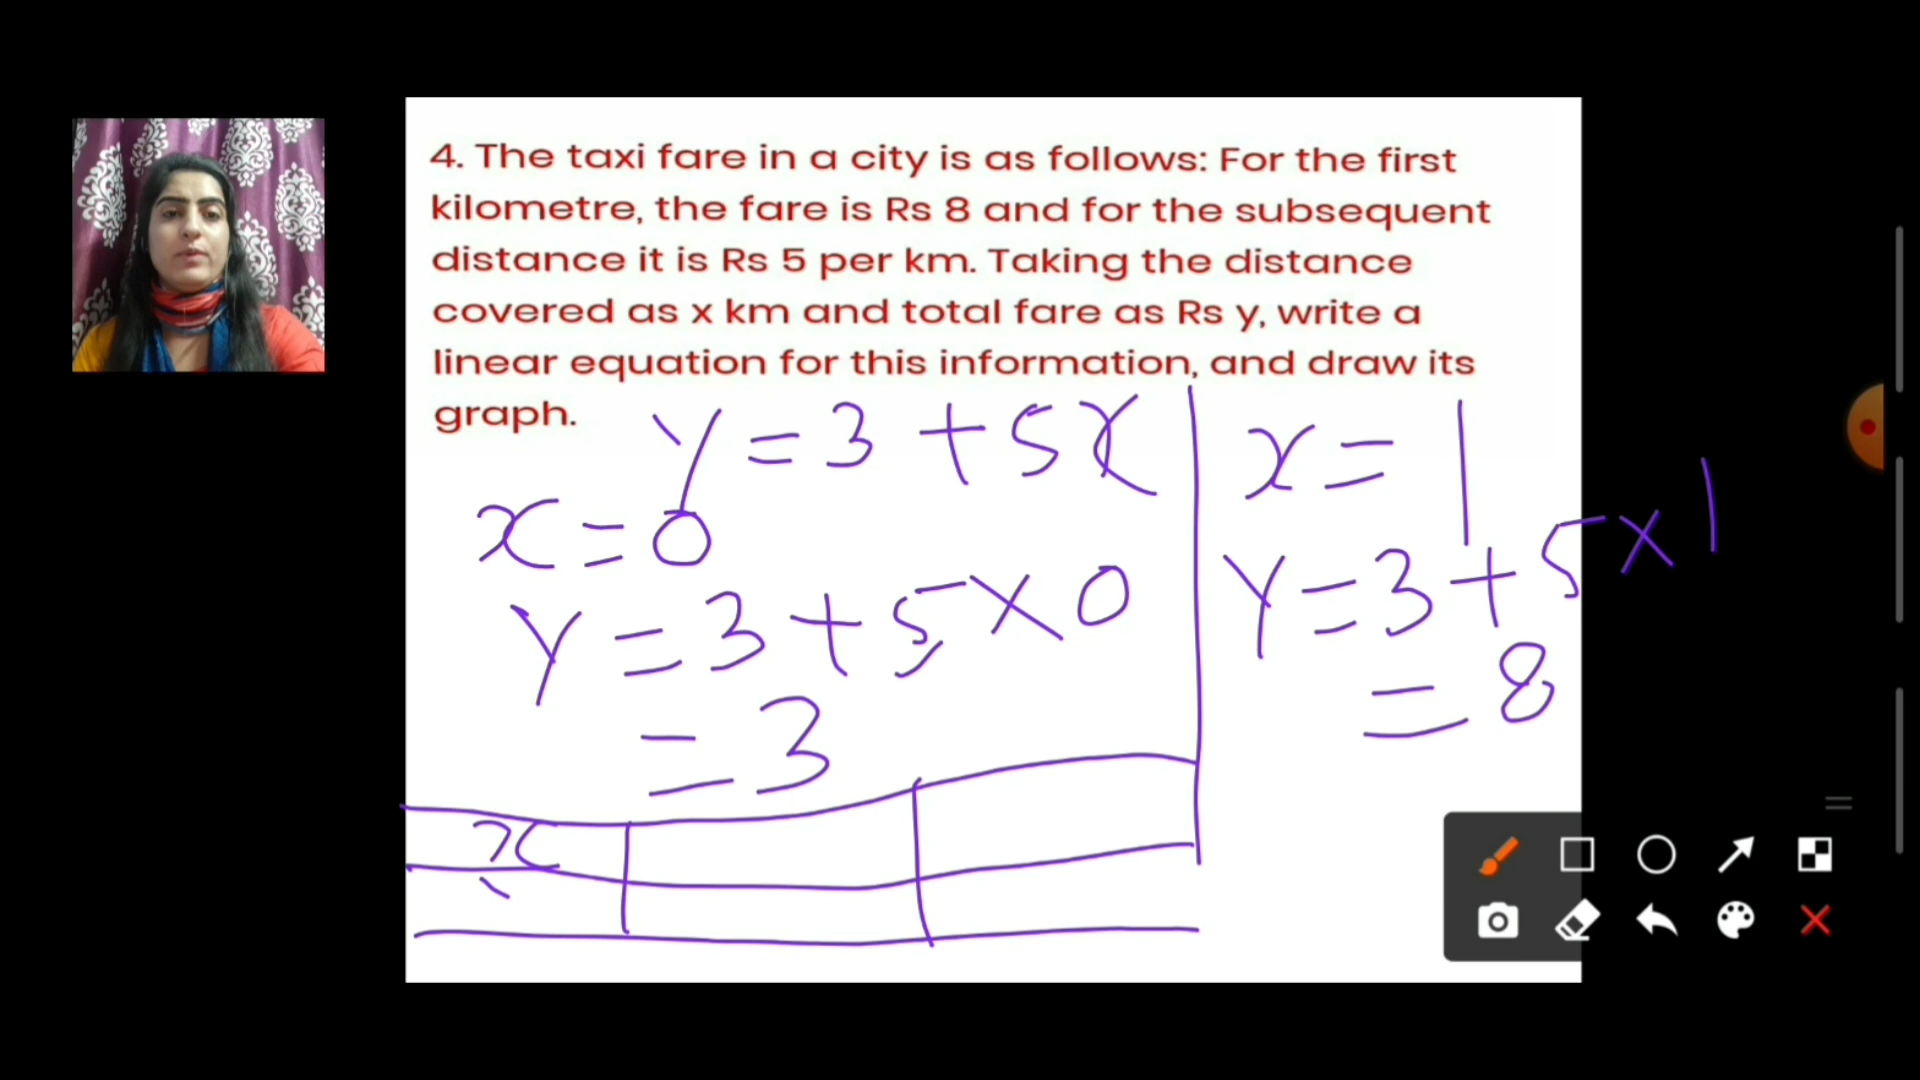 4. The taxi fare in a city is as follows: For the first
kilometre, the fare is Rs 8 and for the subsequent
distance it is Rs 5 per km. Taking the distance
covered as x km and total fare as Rs y, write a
linear equation for this information, and draw its
graph.
y = 3 + 5x
x = 0
y = 3 + 5 × 0
= 3
x
x = 1
y = 3 + 5 × 1
= 8